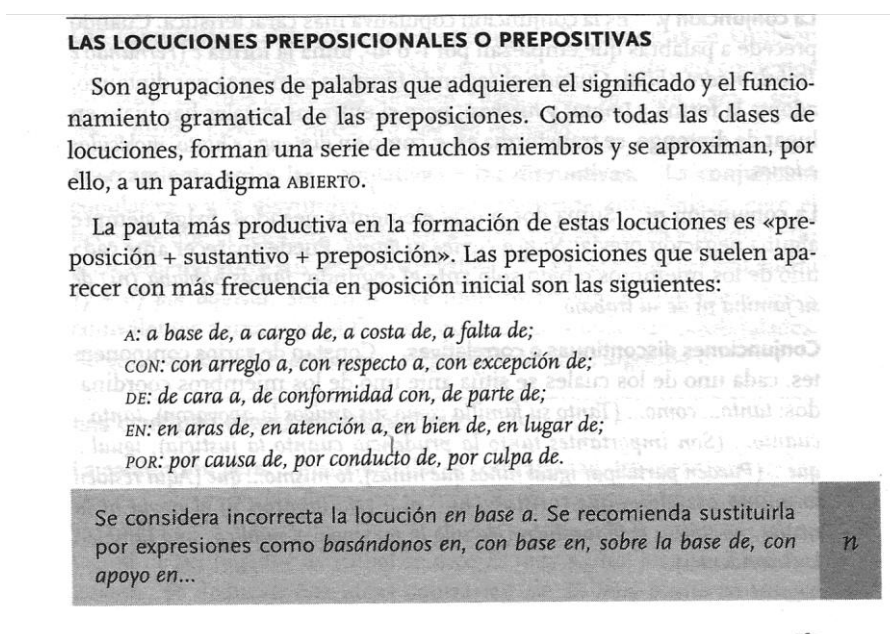 LAS LOCUCIONES PREPOSICIONALES O PREPOSITIVAS
Son agrupaciones de palabras que adquieren el significado y el funcio-
namiento gramatical de las preposiciones. Como todas las clases de
locuciones, forman una serie de muchos miembros y se aproximan, por
ello, a un paradigma ABIERTO.
La pauta más productiva en la formación de estas locuciones es «pre-
posición + sustantivo + preposición». Las preposiciones que suelen apa-
recer con más frecuencia en posición inicial son las siguientes:
A: a base de, a cargo de, a costa de, a falta de;
CON: con arreglo a, con respecto a, con excepción de;
DE: de cara a, de conformidad con, de parte de;
EN: en aras de, en atención a, en bien de, en lugar de;
POR: por causa de, por conducto de, por culpa de.
Se considera incorrecta la locución en base a. Se recomienda sustituirla
por expresiones como basándonos en, con base en, sobre la base de, con
apoyo en...
n